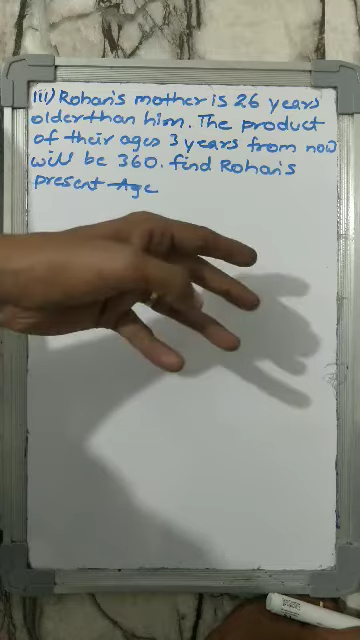 iii) Rohan's mother is 26 years
older than him. The product
of their ages 3 years from now
will be 360. find Rohan's
present Age